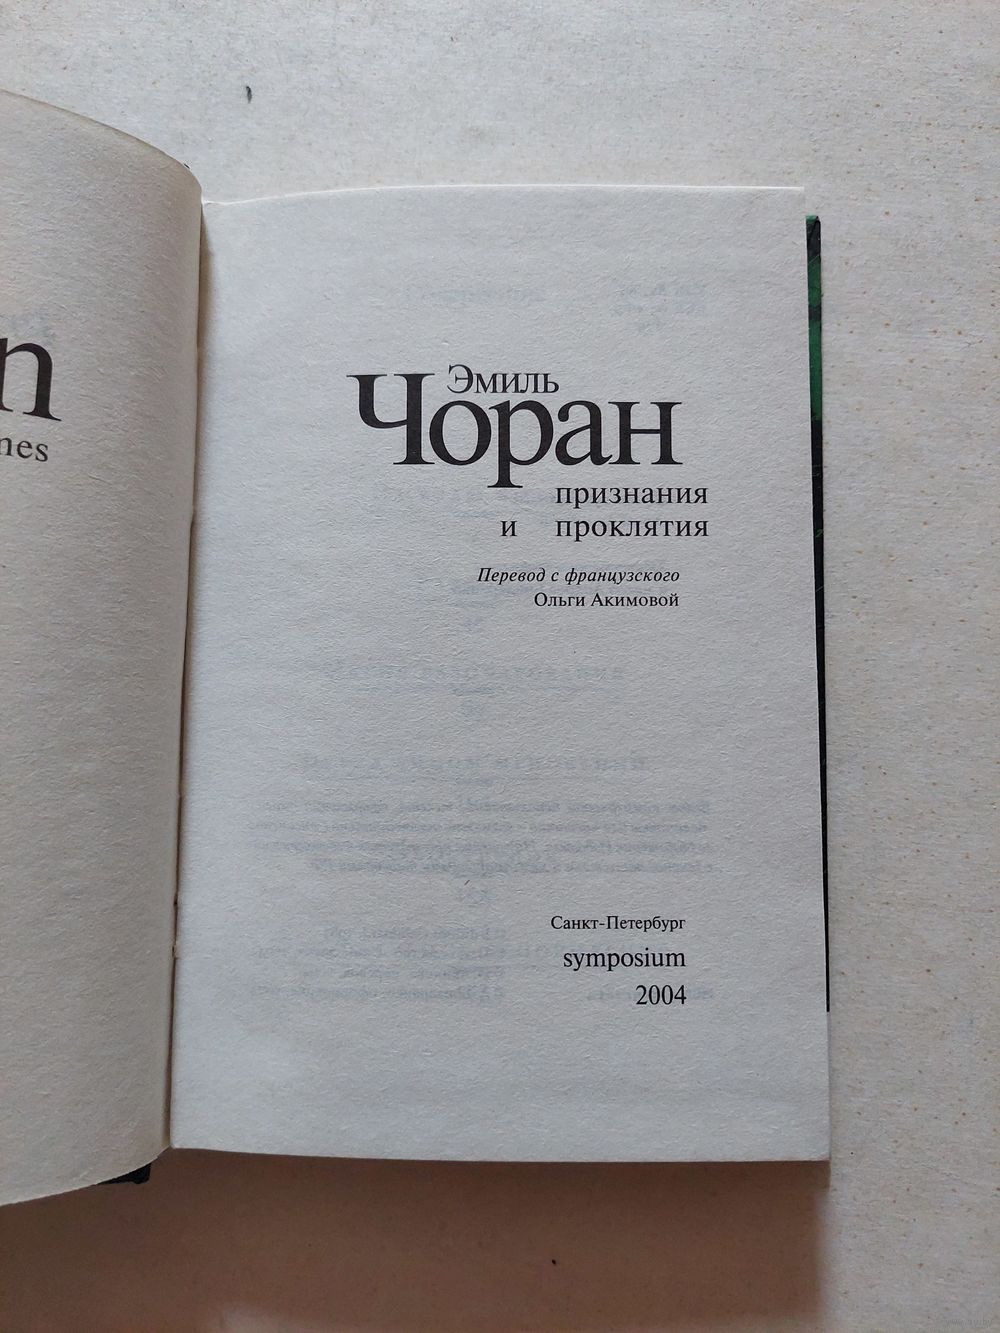 n
nes
Эмиль
Чоран
признания
и проклятия
Перевод с французского
Ольги Акимовой
Санкт-Петербург
symposium
2004